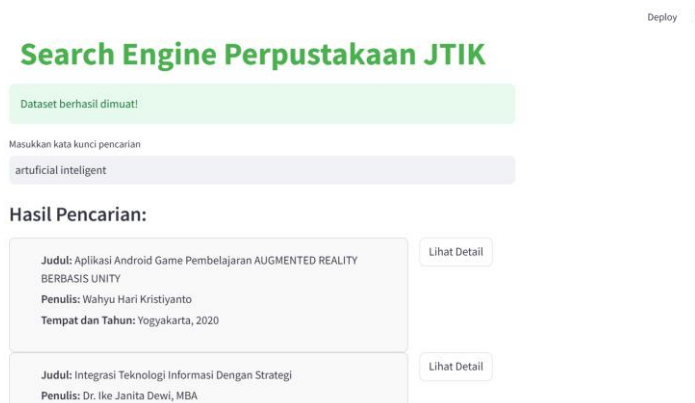 Deploy
Search Engine Perpustakaan JTIK
Dataset berhasil dimuat!
Masukkan kata kunci pencarian
artuficial inteligent
Hasil Pencarian:
Judul: Aplikasi Android Game Pembelajaran AUGMENTED REALITY
BERBASIS UNITY
Penulis: Wahyu Hari Kristiyanto
Tempat dan Tahun: Yogyakarta, 2020
Lihat Detail
Judul: Integrasi Teknologi Informasi Dengan Strategi
Penulis: Dr. Ike Janita Dewi, MBA
Lihat Detail